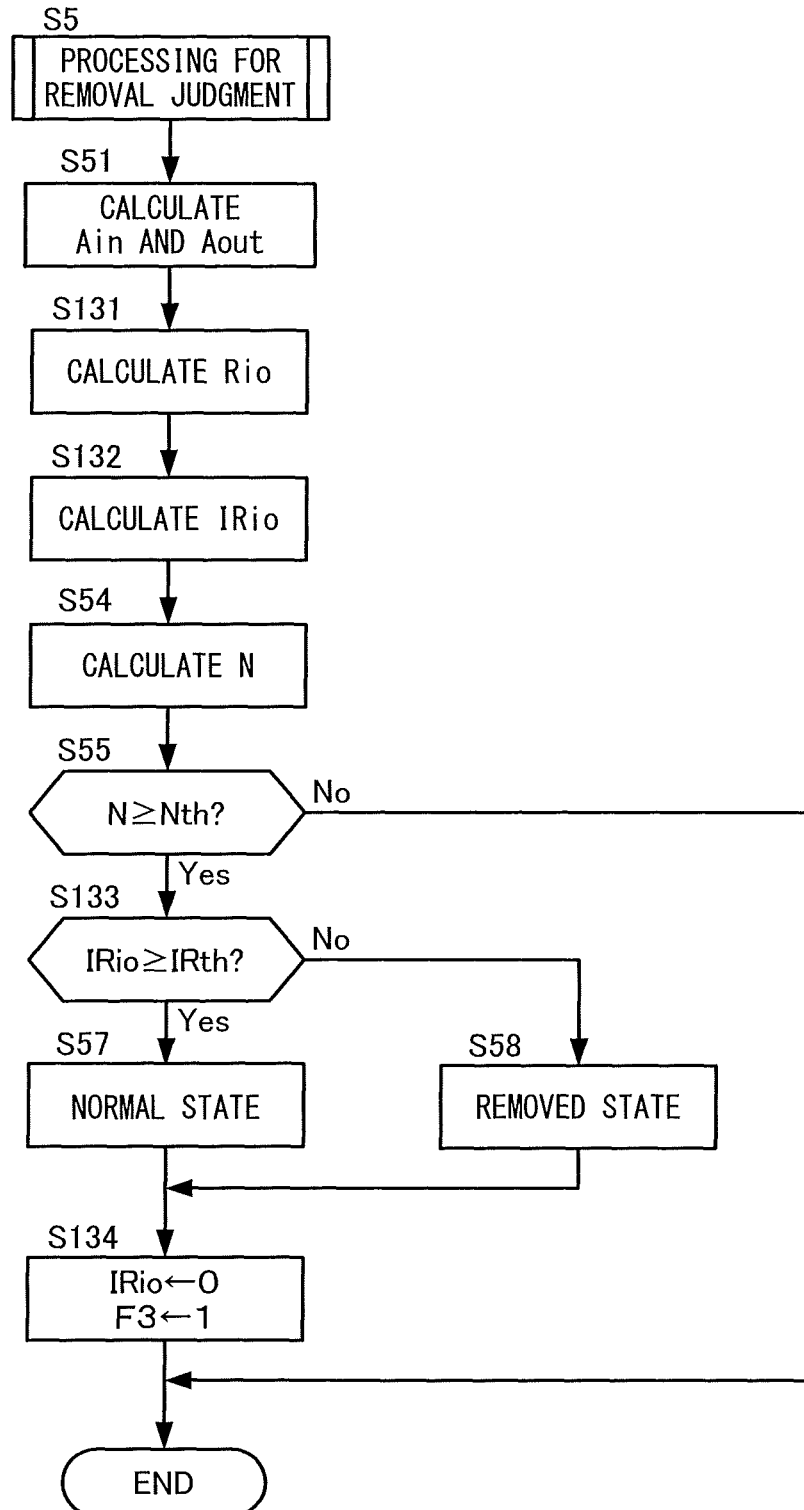 S5
PROCESSING FOR
REMOVAL JUDGMENT
S51
CALCULATE
Ain AND Aout
S131
CALCULATE Rio
S132
CALCULATE IRio
S54
CALCULATE N
S55
N≧Nth?
No
Yes
S133
IRio≧IRth?
No
Yes
S57
NORMAL STATE
S58
REMOVED STATE
S134
IRio←0
F3←1
END